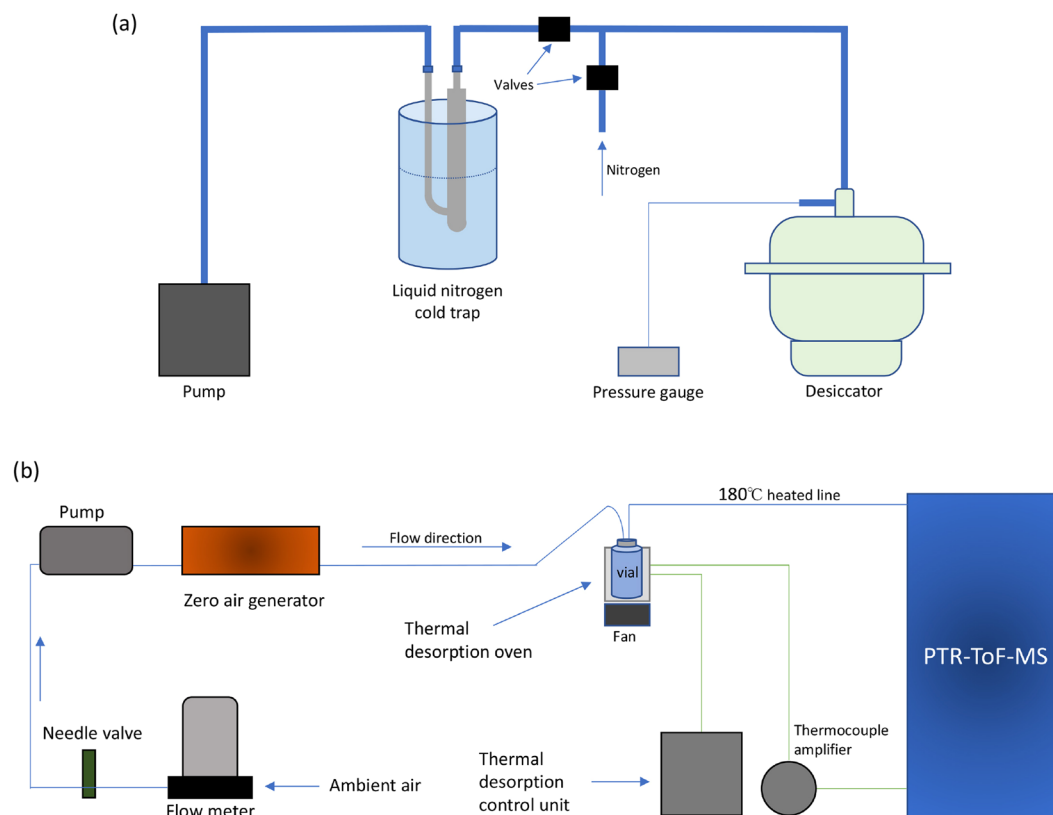 (a)
Valves
Nitrogen
Liquid nitrogen
cold trap
Pump
Pressure gauge
Desiccator
(b)
Pump
180℃ heated line
Flow direction
Zero air generator
vial
Thermal
desorption oven
Fan
PTR-ToF-MS
Needle valve
Thermocouple
amplifier
Thermal
desorption
control unit
Ambient air
Flow meter